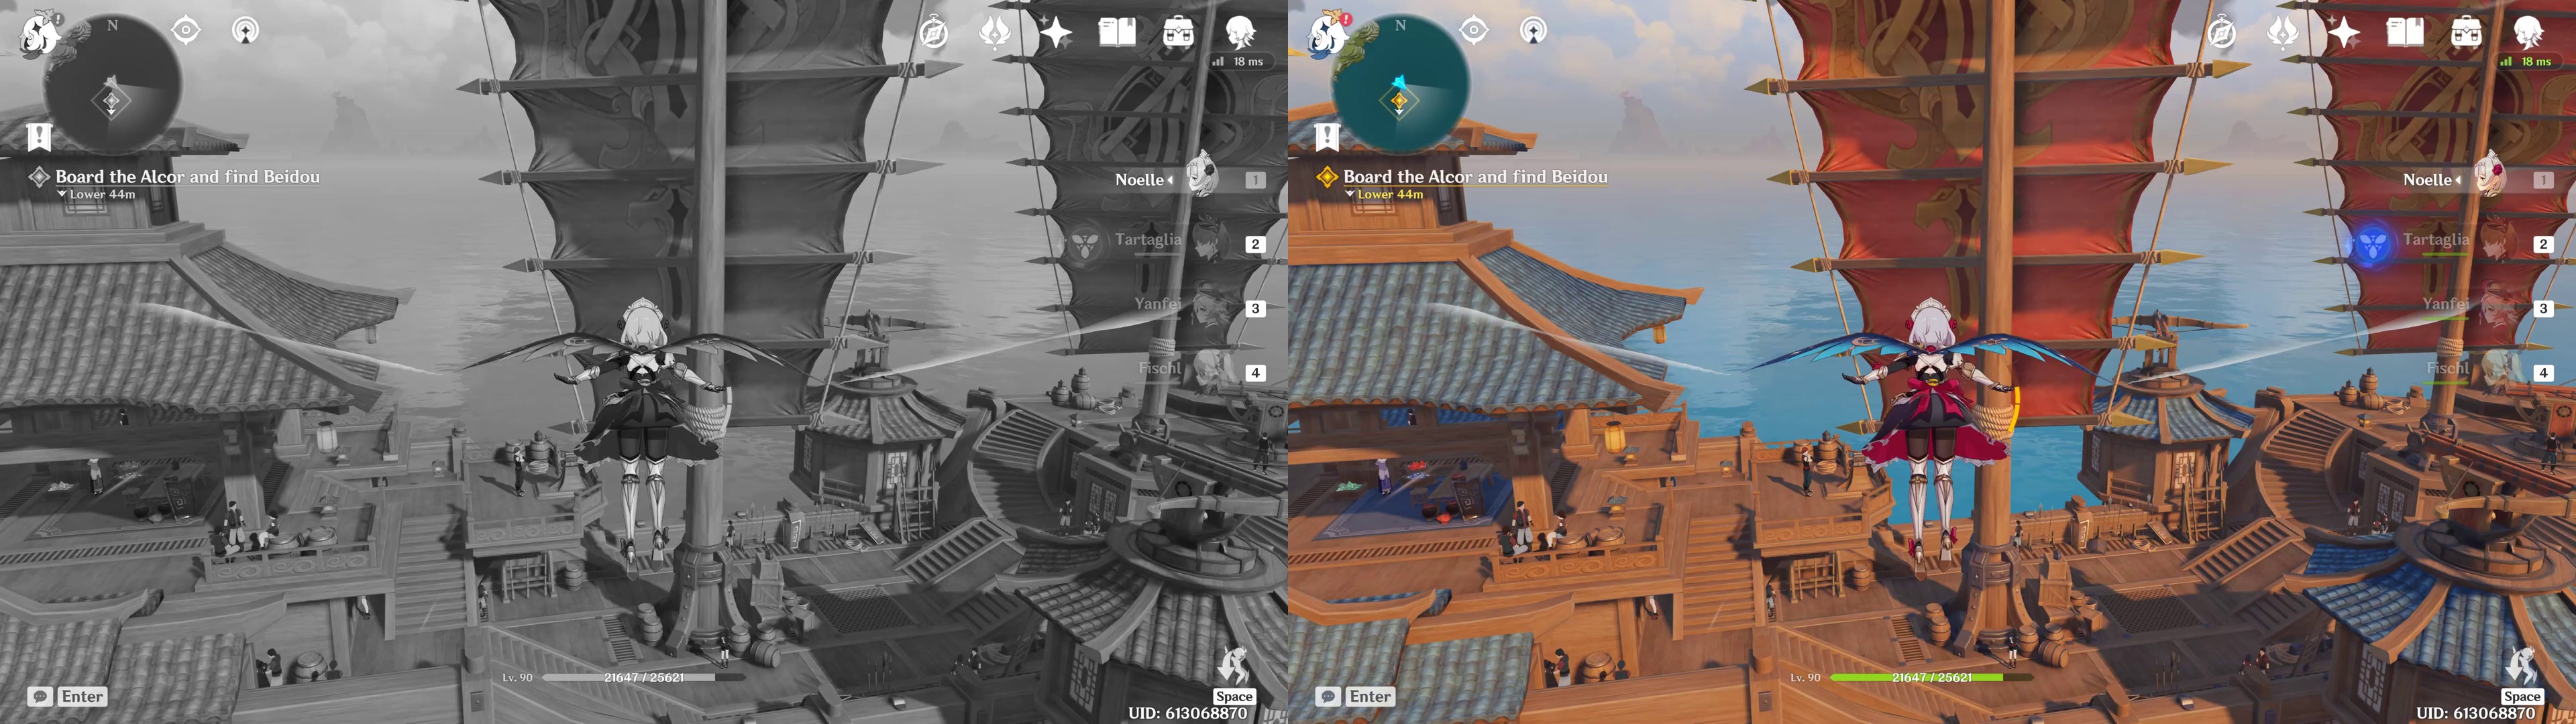 N
18 ms
Board the Alcor and find Beidou
Lower 44m
Noelle 1
Tartaglia 2
Yanfei 3
Fischl 4
Lv. 90 21647 / 25621
Enter
Space
UID: 613068870
N
18 ms
Board the Alcor and find Beidou
Lower 44m
Noelle 1
Tartaglia 2
Yanfei 3
Fischl 4
Lv. 90 21647 / 25621
Enter
Space
UID: 613068870